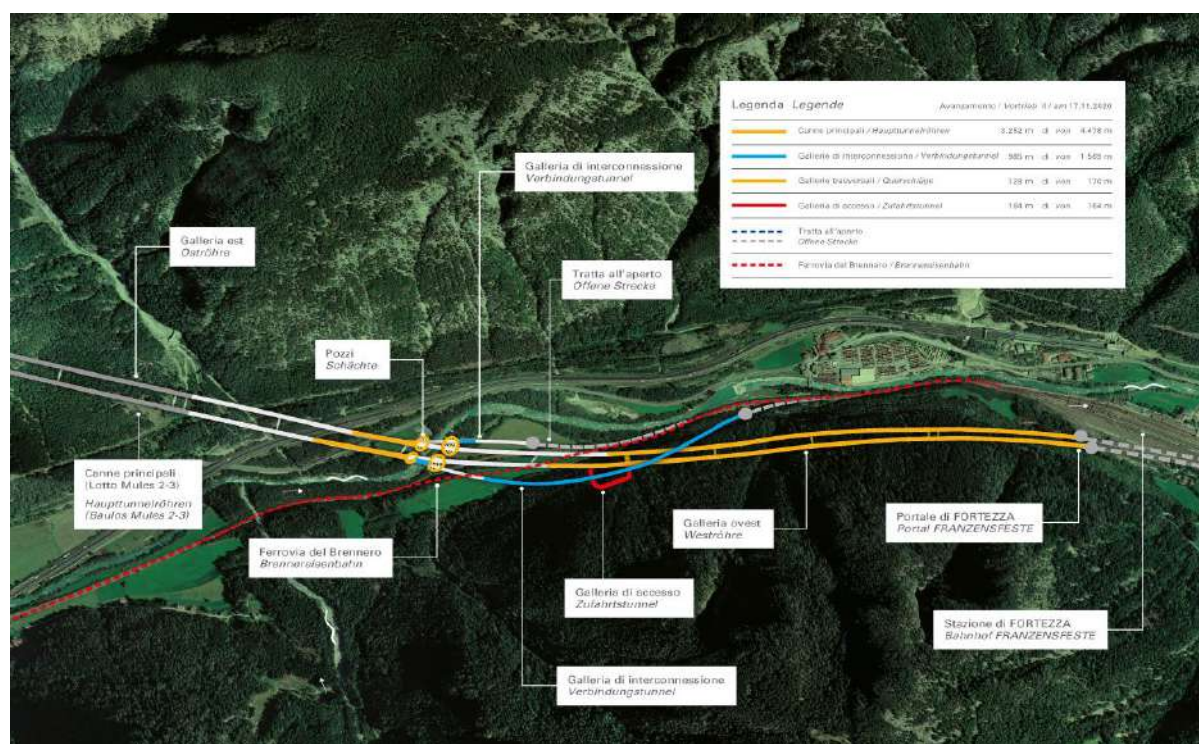 Legenda Legende
Avanzamento / Vortrieb il / am 17.11.2020
Canne principali / Haupttunnelröhren 3.252 m di von 4.478 m
Galleria di interconnessione / Verbindungstunnel 985 m di von 1.569 m
Gallerie trasversali / Querschläge 128 m di von 170 m
Galleria di accesso / Zufahrtstunnel 164 m di von 164 m
Tratta all'aperto
Offene Strecke
Ferrovia del Brennero / Brennereisenbahn
Galleria di interconnessione
Verbindungstunnel
Galleria est
Oströhre
Tratta all'aperto
Offene Strecke
Pozzi
Schächte
Canne principali
(Lotto Mules 2-3)
Haupttunnelröhren
(Baulos Mules 2-3)
Ferrovia del Brennero
Brennereisenbahn
Galleria ovest
Weströhre
Portale di FORTEZZA
Portal FRANZENSFESTE
Galleria di accesso
Zufahrtstunnel
Stazione di FORTEZZA
Bahnhof FRANZENSFESTE
Galleria di interconnessione
Verbindungstunnel